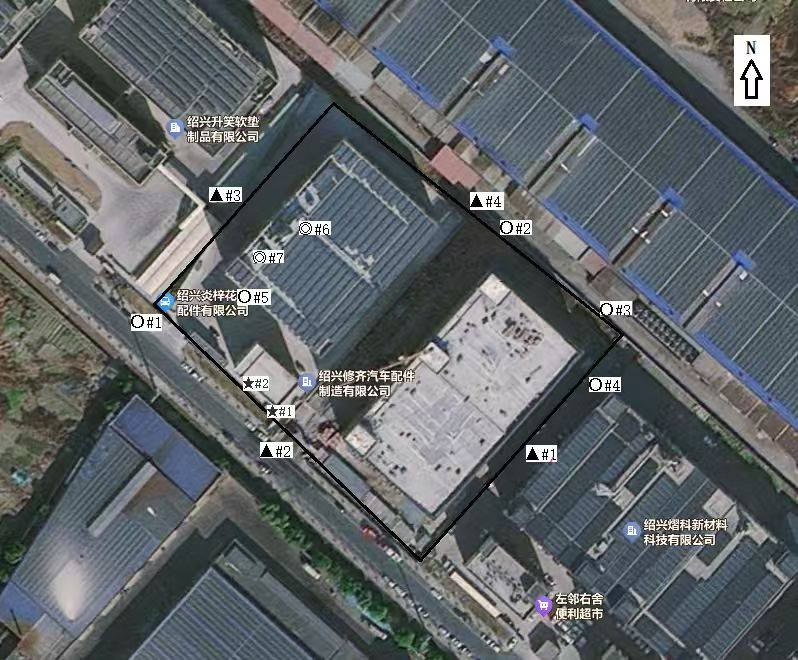 N
绍兴升笑软垫
制品有限公司
▲#3
▲#4
○#2
◎#6
◎#7
○#5
绍兴炎梓花
配件有限公司
○#1
○#3
★#2
绍兴修齐汽车配件
制造有限公司
○#4
★#1
▲#2
▲#1
绍兴熠科新材料
科技有限公司
左邻右舍
便利超市